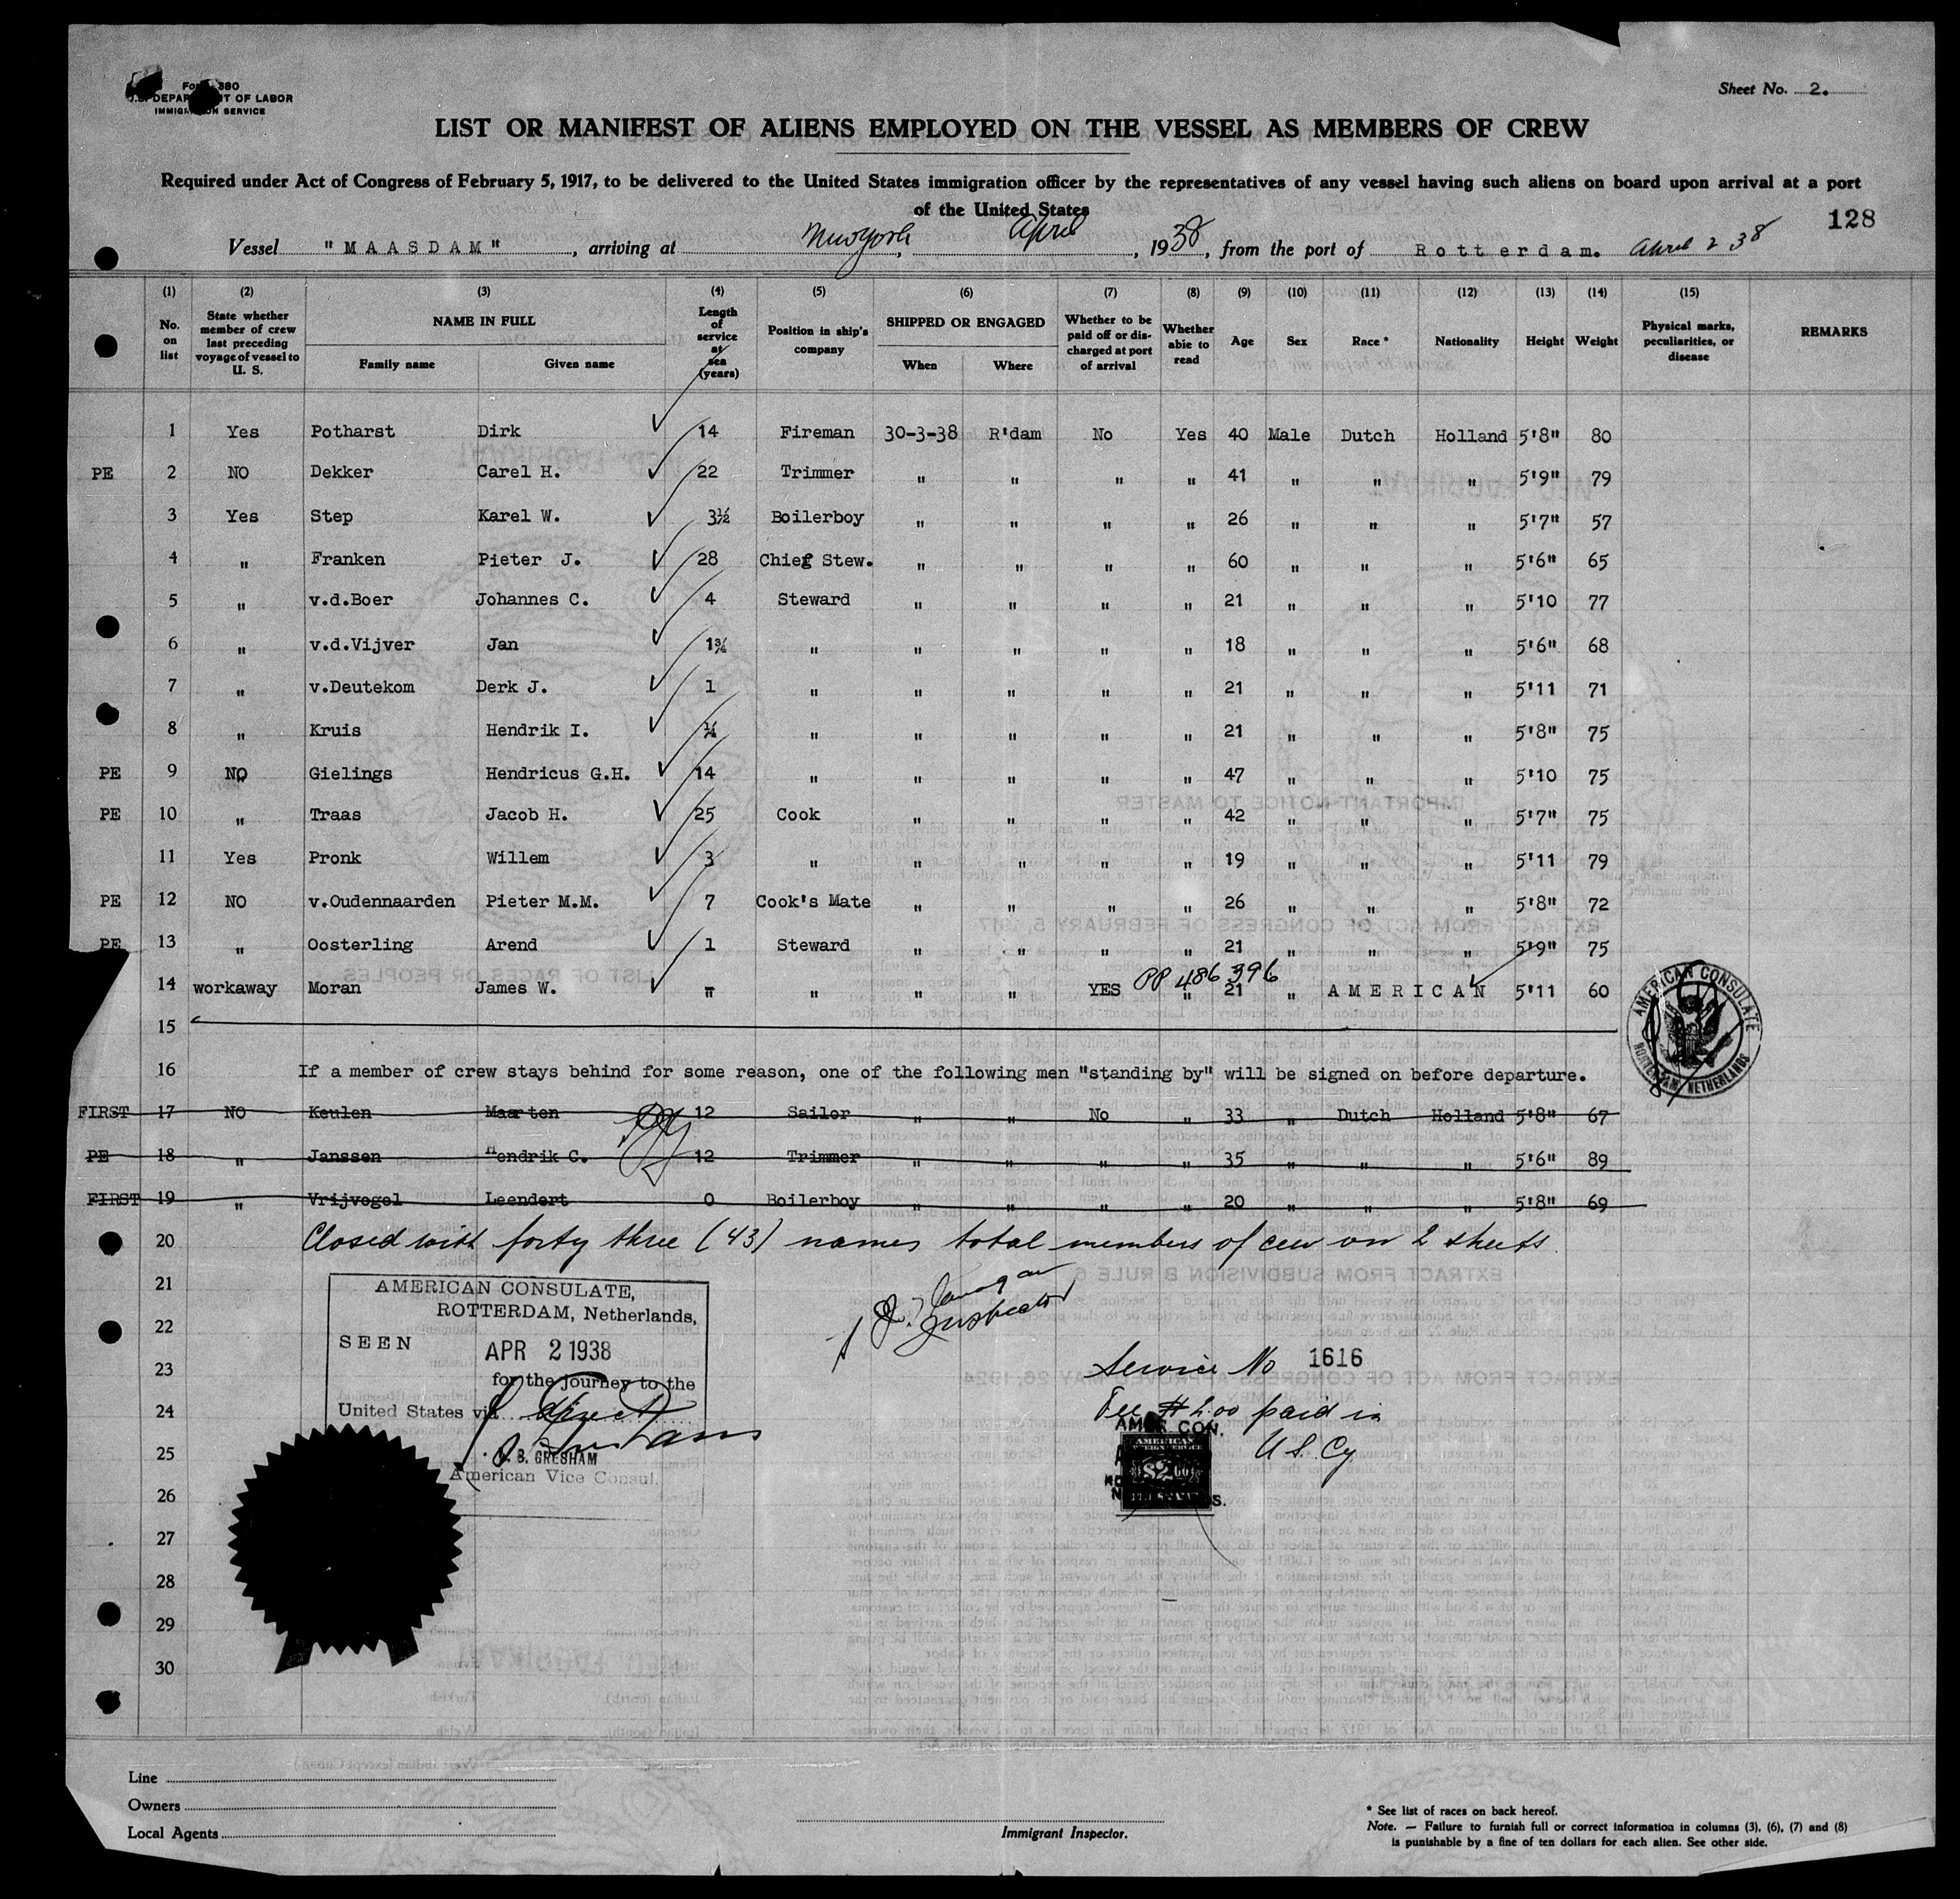 Form 680
U.S. DEPARTMENT OF LABOR
IMMIGRATION SERVICE
Sheet No. 2.
LIST OR MANIFEST OF ALIENS EMPLOYED ON THE VESSEL AS MEMBERS OF CREW
Required under Act of Congress of February 5, 1917, to be delivered to the United States immigration officer by the representatives of any vessel having such aliens on board upon arrival at a port
of the United States
128
Vessel "MAASDAM", arriving at New York, April, 1938, from the port of Rotterdam. April 2 38
(1) (2) (3) (4) (5) (6) (7) (8) (9) (10) (11) (12) (13) (14) (15)
No. on list State whether member of crew last preceding voyage of vessel to U. S. NAME IN FULL Family name Given name Length of service at sea (years) Position in ship's company SHIPPED OR ENGAGED When Where Whether to be paid off or discharged at port of arrival Whether able to read Age Sex Race * Nationality Height Weight Physical marks, peculiarities, or disease REMARKS
1 Yes Potharst Dirk 14 Fireman 30-3-38 R'dam No Yes 40 Male Dutch Holland 5'8" 80
PE 2 NO Dekker Carel H. 22 Trimmer " " " " 41 " " " 5'9" 79
3 Yes Step Karel W. 3½ Boilerboy " " " " 26 " " " 5'7" 57
4 " Franken Pieter J. 28 Chief Stew. " " " " 60 " " " 5'6" 65
5 " v.d.Boer Johannes C. 4 Steward " " " " 21 " " " 5'10 77
6 " v.d.Vijver Jan 1¾ " " " " " 18 " " " 5'6" 68
7 " v.Deutekom Derk J. 1 " " " " " 21 " " " 5'11 71
8 " Kruis Hendrik I. ¼ " " " " " 21 " " " 5'8" 75
PE 9 NO Gielings Hendricus G.H. 14 " " " " " 47 " " " 5'10 75
PE 10 " Traas Jacob H. 25 Cook " " " " 42 " " " 5'7" 75
11 Yes Pronk Willem 3 " " " " " 19 " " " 5'11 79
PE 12 NO v.Oudennaarden Pieter M.M. 7 Cook's Mate " " " " 26 " " " 5'8" 72
PE 13 " Oosterling Arend 1 Steward " " " " 21 " " " 5'9" 75
PP 486396
14 workaway Moran James W. " " " " YES " 21 " AMERICAN 5'11 60
AMERICAN CONSULATE
ROTTERDAM, NETHERLANDS
15
16 If a member of crew stays behind for some reason, one of the following men "standing by" will be signed on before departure.
FIRST 17 NO Keulen Maarten 12 Sailor " " No " 33 " Dutch Holland 5'8" 67
PE 18 " Janssen Hendrik C. 12 Trimmer " " " " 35 " " " 5'6" 89
FIRST 19 " Vrijvogel Leendert 0 Boilerboy " " " " 20 " " " 5'8" 69
20 Closed with forty three (43) names total members of crew on 2 sheets.
21 AMERICAN CONSULATE,
ROTTERDAM, Netherlands,
Inspector
22 SEEN APR 2 1938
23 for the journey to the
Service No 1616
24 United States via direct
Fee $2.00 paid in
AMER. CON.
25 B. GRESHAM
U.S. Cy
American Vice Consul.
AMERICAN
FOREIGN SERVICE
$2.00
26
27
28
29
30
Line
Owners
Local Agents
Immigrant Inspector.
* See list of races on back hereof.
Note. — Failure to furnish full or correct information in columns (3), (6), (7) and (8)
is punishable by a fine of ten dollars for each alien. See other side.